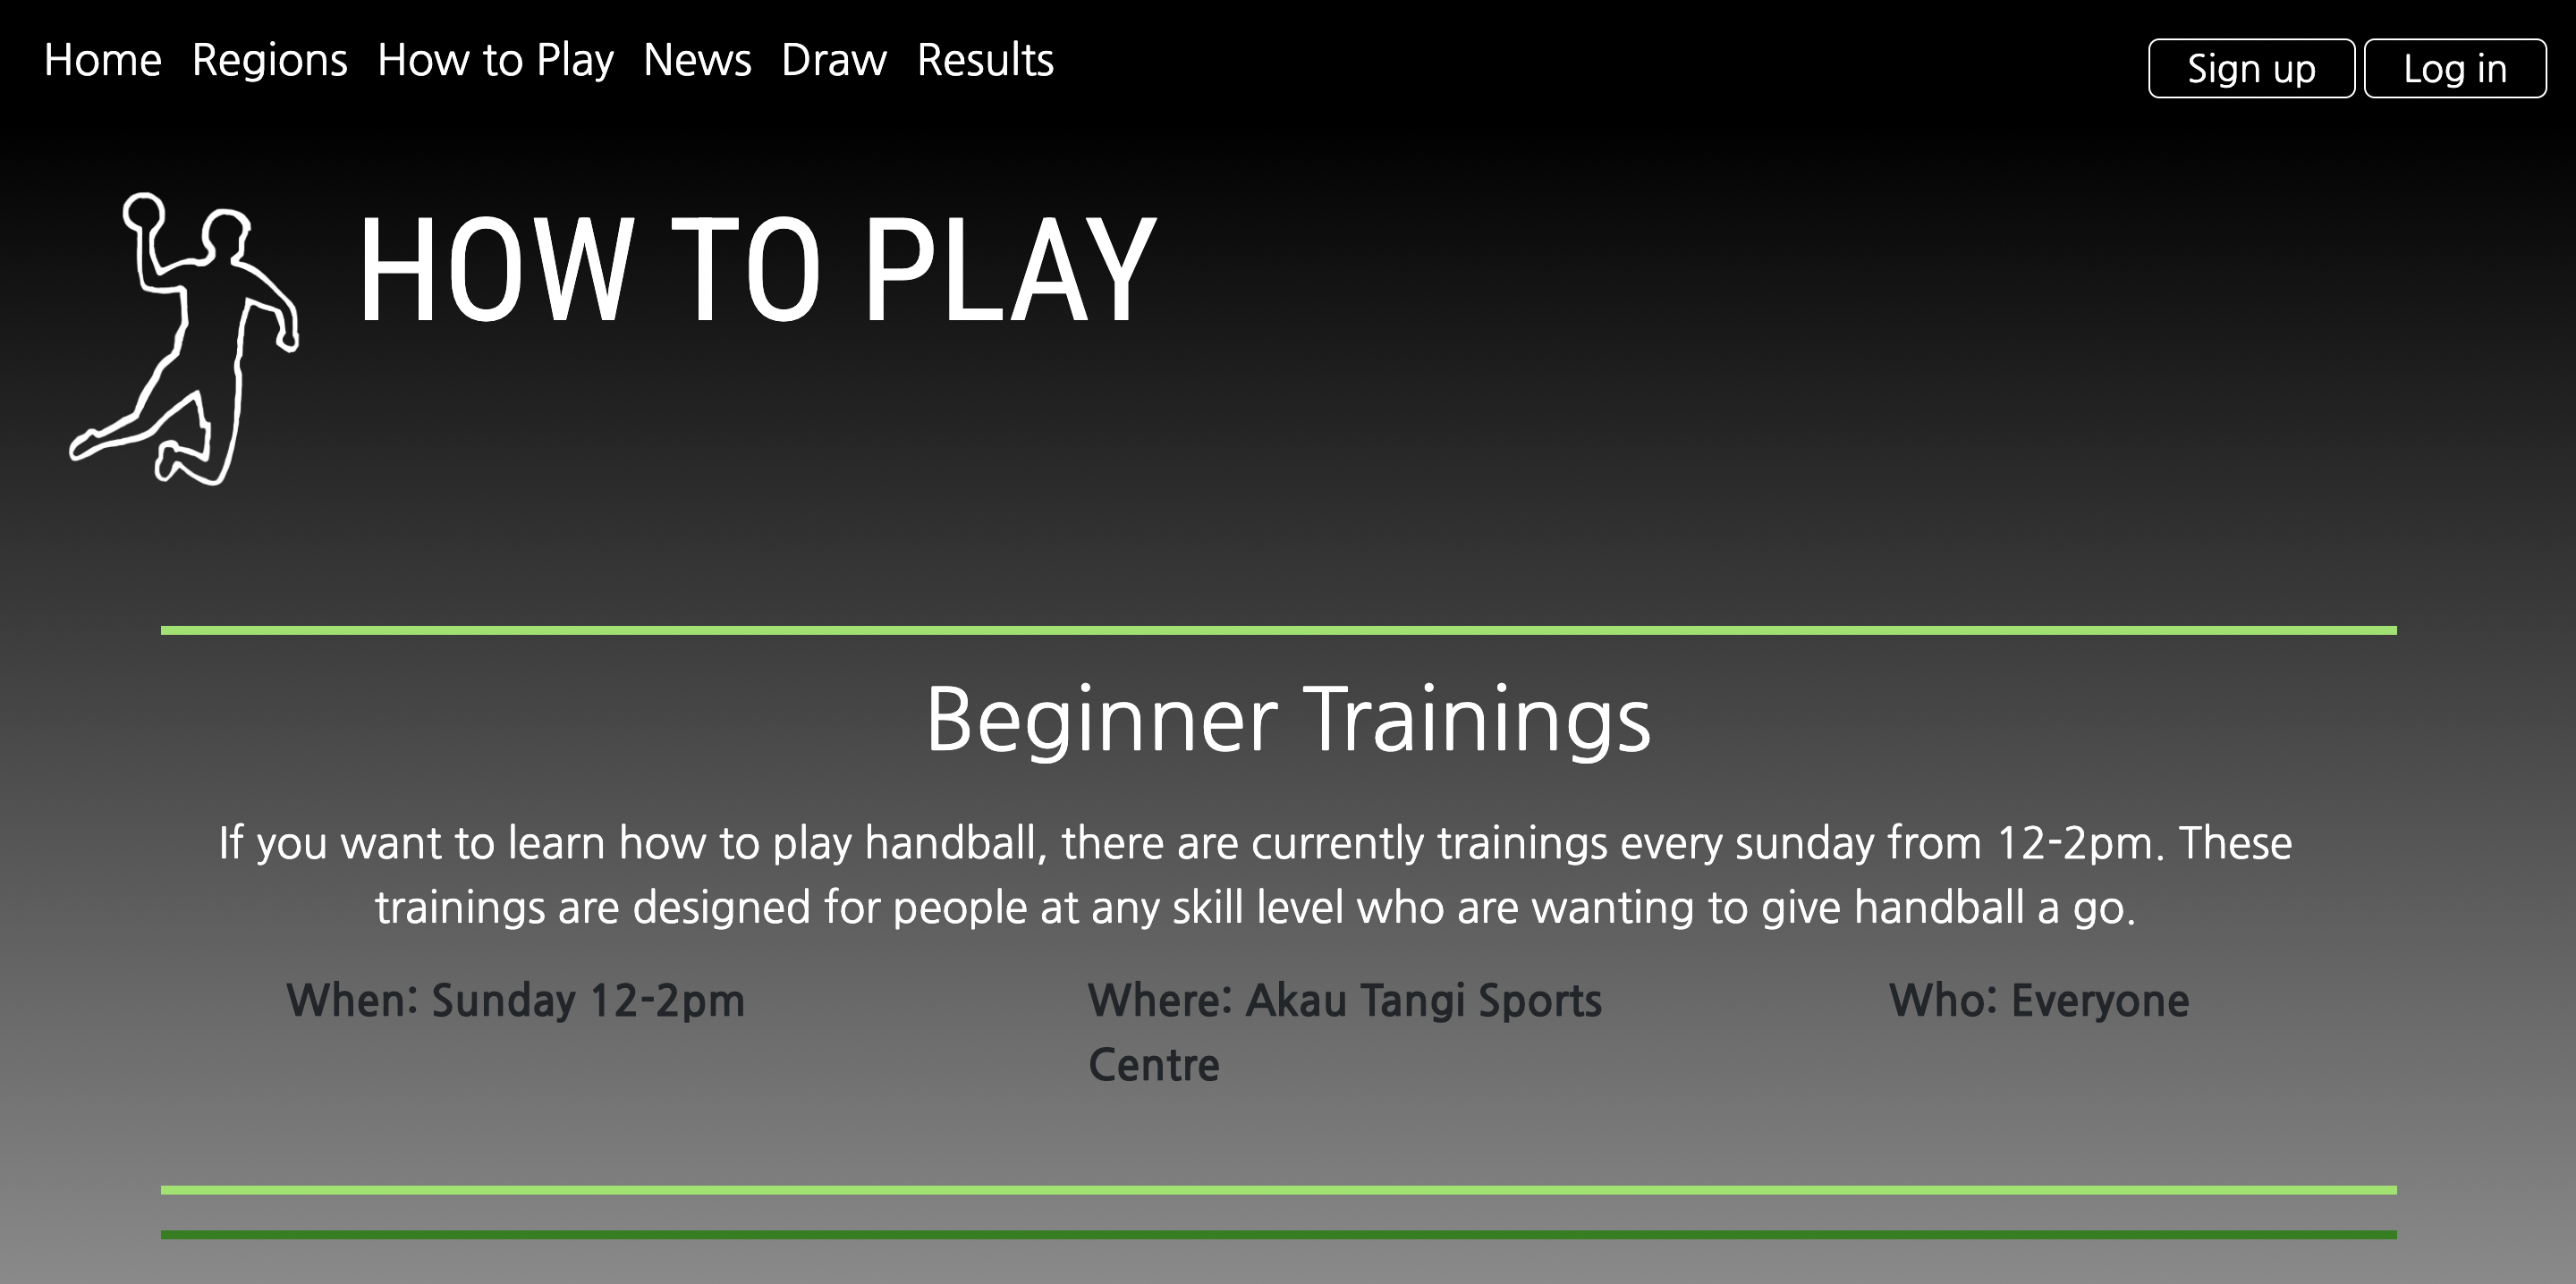 Home Regions How to Play News Draw Results Sign up Log in
HOW TO PLAY
Beginner Trainings
If you want to learn how to play handball, there are currently trainings every sunday from 12-2pm. These
trainings are designed for people at any skill level who are wanting to give handball a go.
When: Sunday 12-2pm
Where: Akau Tangi Sports
Centre
Who: Everyone